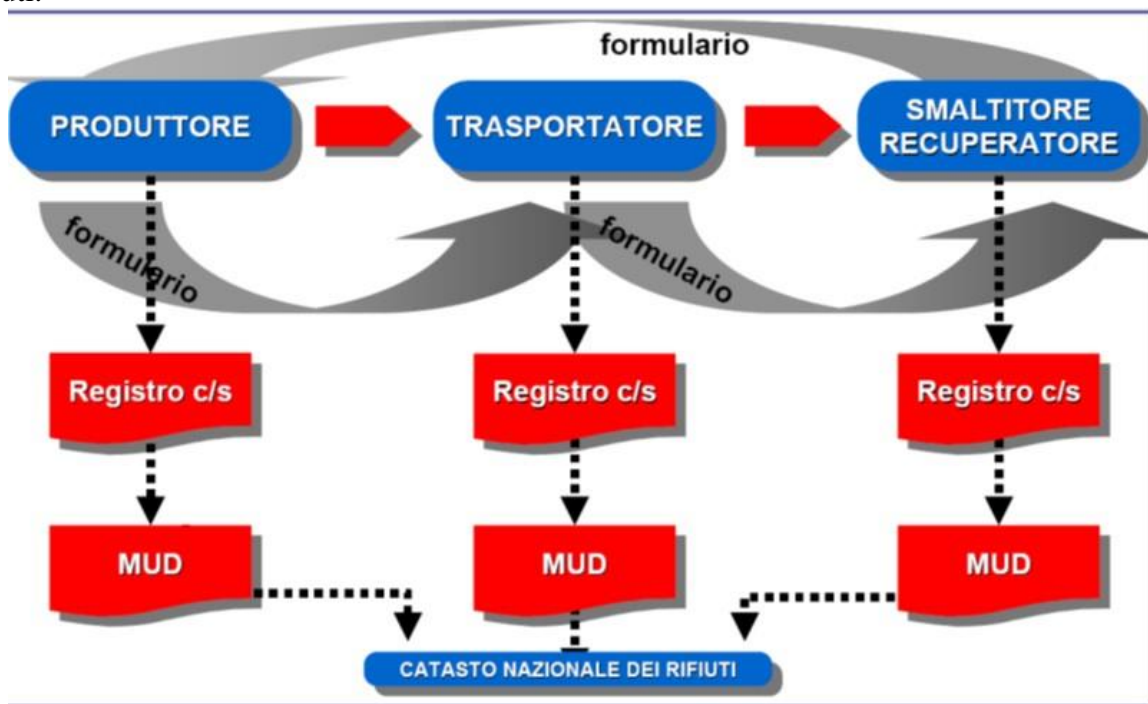 formulario
PRODUTTORE
TRASPORTATORE
SMALTITORE
RECUPERATORE
formulario
formulario
Registro c/s
Registro c/s
Registro c/s
MUD
MUD
MUD
CATASTO NAZIONALE DEI RIFIUTI